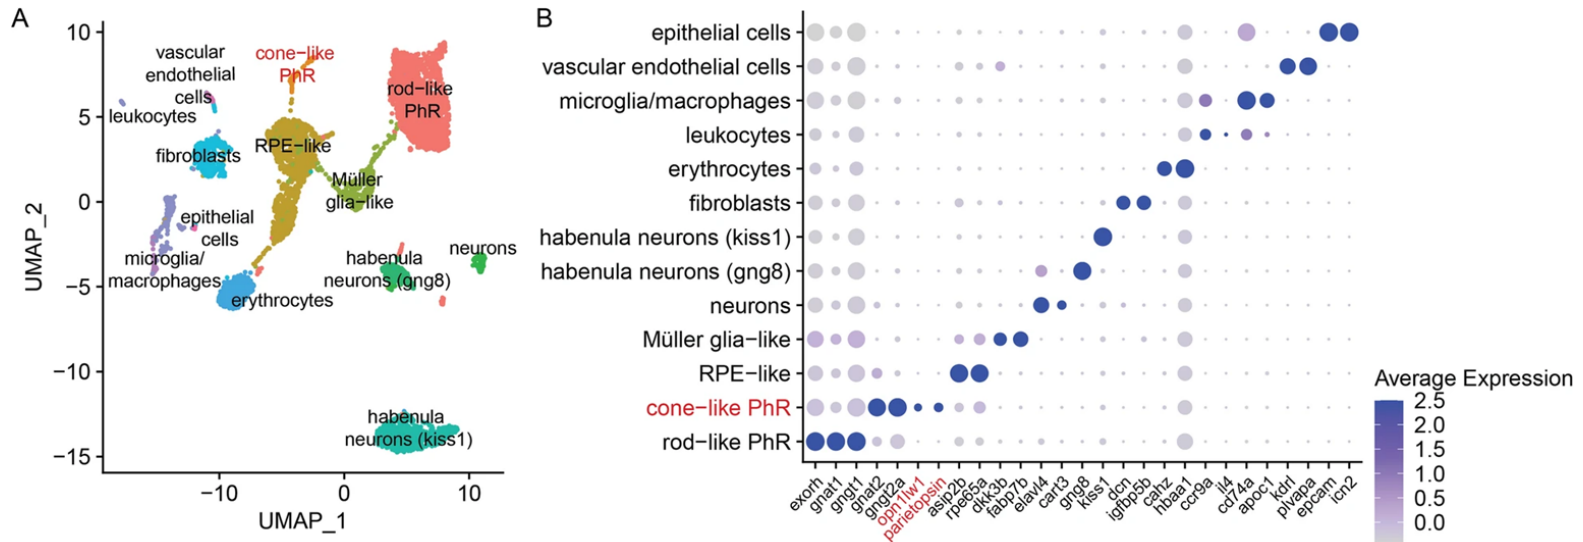 A
10
5
0
−5
−10
−15
UMAP_2
−10
0
10
UMAP_1
vascular
endothelial
cells
leukocytes
cone−like
PhR
rod−like
PhR
fibroblasts
RPE−like
Müller
glia−like
epithelial
cells
microglia/
macrophages
erythrocytes
habenula
neurons (gng8)
neurons
habenula
neurons (kiss1)
B
epithelial cells
vascular endothelial cells
microglia/macrophages
leukocytes
erythrocytes
fibroblasts
habenula neurons (kiss1)
habenula neurons (gng8)
neurons
Müller glia−like
RPE−like
cone−like PhR
rod−like PhR
exorh
gnat1
gngt1
gnat2
gngt2a
opn1lw1
parietopsin
asip2b
rpe65a
dkk3b
fabp7b
elavl4
cart3
gng8
kiss1
dcn
igfbp5b
cahz
hbaa1
ccr9a
il4
cd74a
apoc1
kdrl
plvapa
epcam
icn2
Average Expression
2.5
2.0
1.5
1.0
0.5
0.0